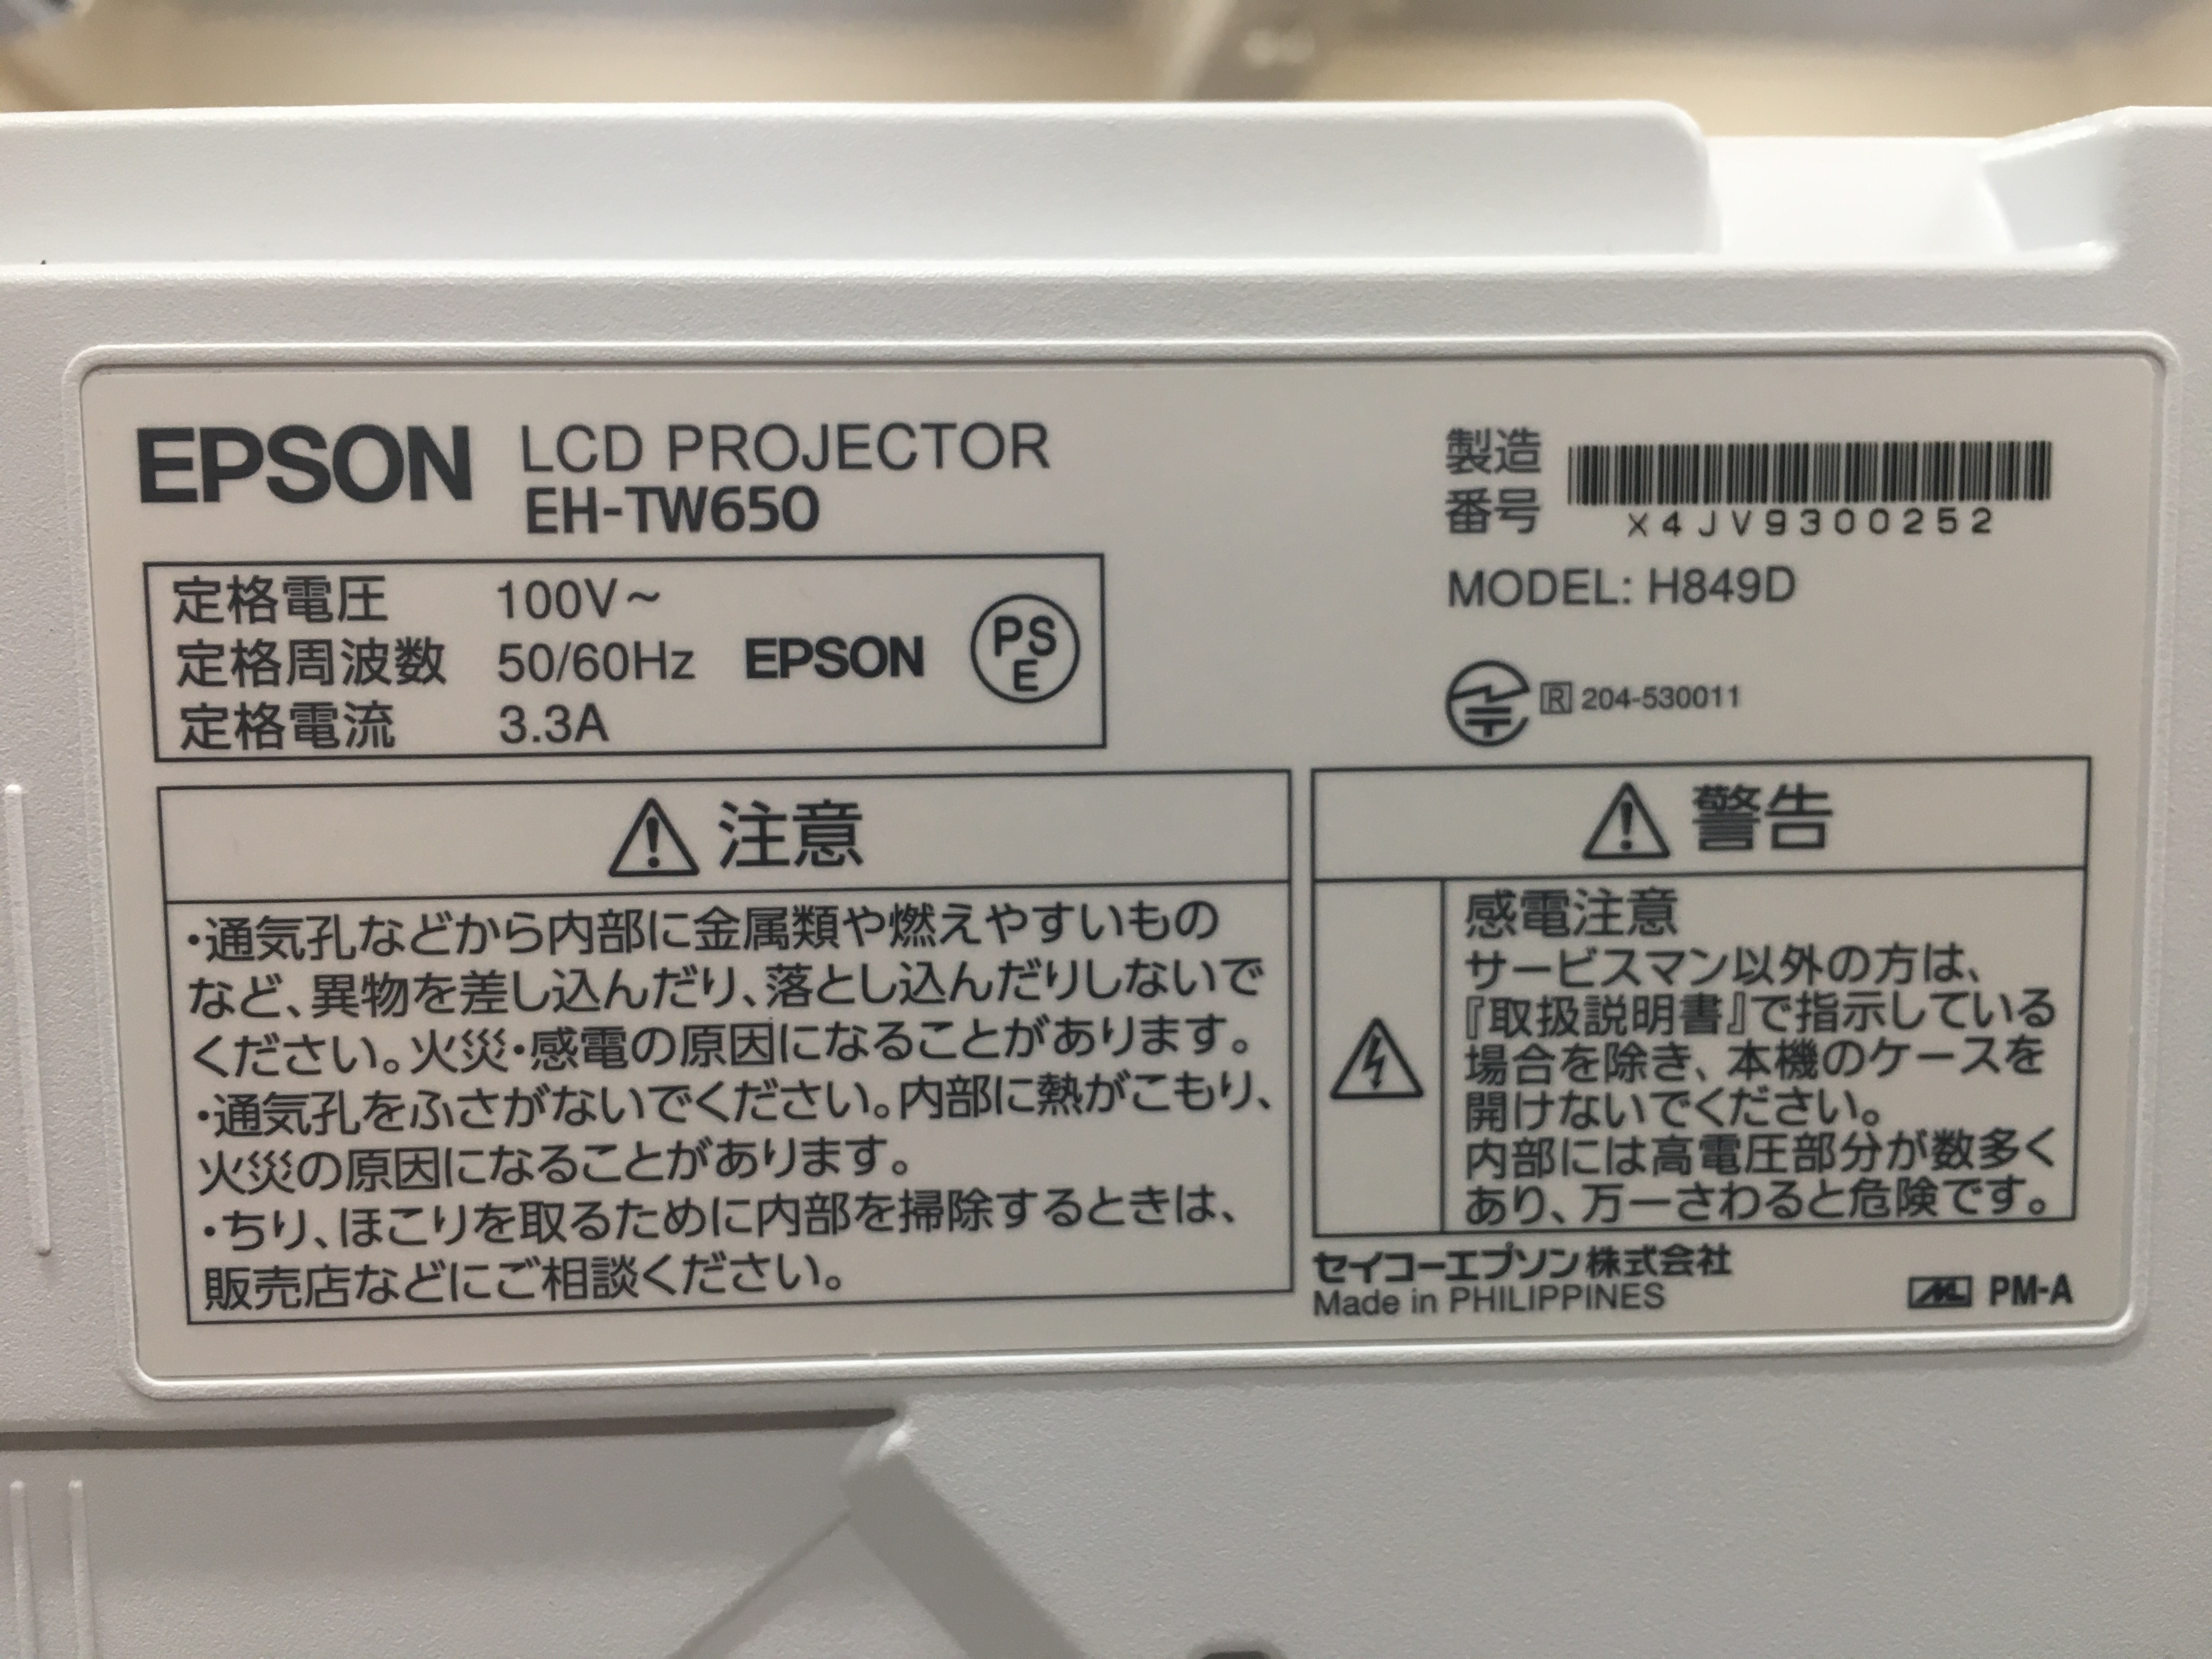 EPSON LCD PROJECTOR
EH-TW650
製造
番号
X4JV9300252
MODEL: H849D
定格電圧 100V~
定格周波数 50/60Hz EPSON
定格電流 3.3A
PS
E
R 204-530011
注意
・通気孔などから内部に金属類や燃えやすいもの
など、異物を差し込んだり、落とし込んだりしないで
ください。火災・感電の原因になることがあります。
・通気孔をふさがないでください。内部に熱がこもり、
火災の原因になることがあります。
・ちり、ほこりを取るために内部を掃除するときは、
販売店などにご相談ください。
警告
感電注意
サービスマン以外の方は、
『取扱説明書』で指示している
場合を除き、本機のケースを
開けないでください。
内部には高電圧部分が数多く
あり、万一さわると危険です。
セイコーエプソン株式会社
Made in PHILIPPINES
PM-A